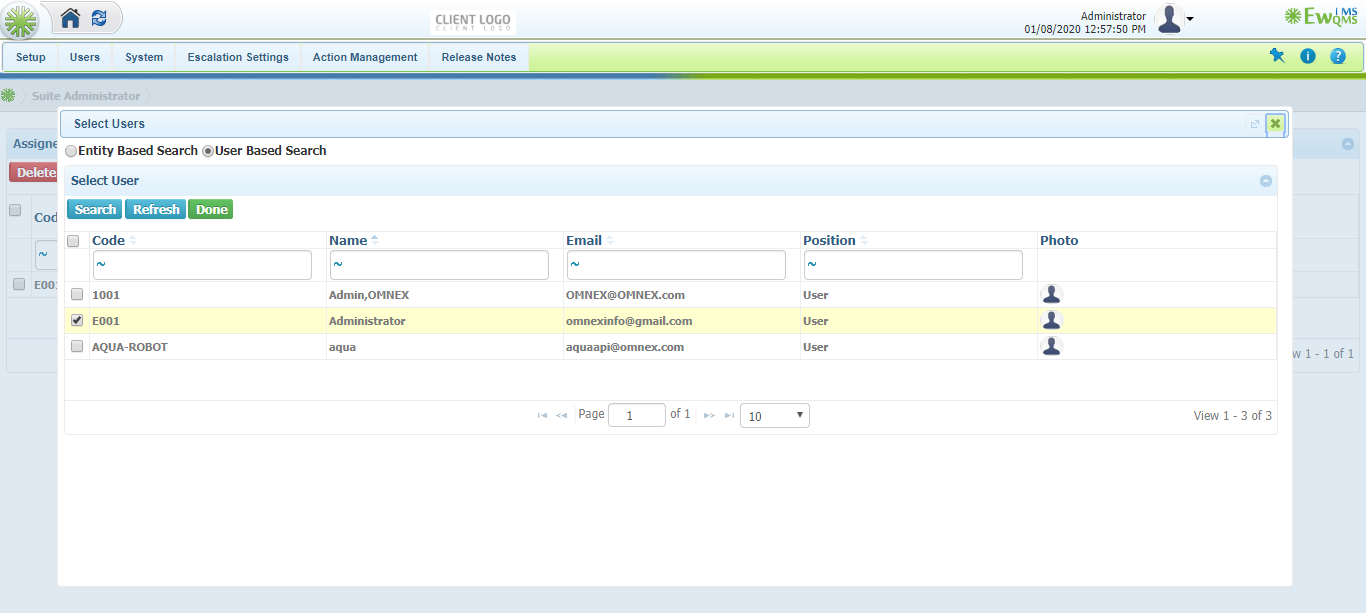 CLIENT LOGO
CLIENT LOGO
Administrator
01/08/2020 12:57:50 PM
EwIMS
QMS
Setup Users System Escalation Settings Action Management Release Notes
Suite Administrator
Select Users
Assigne
Entity Based Search User Based Search
Delete
Select User
Search Refresh Done
Cod
Code Name Email Position Photo
~ ~ ~ ~ ~
E001
1001 Admin,OMNEX OMNEX@OMNEX.com User
E001 Administrator omnexinfo@gmail.com User
AQUA-ROBOT aqua aquaapi@omnex.com User
w 1 - 1 of 1
Page 1 of 1 10 View 1 - 3 of 3